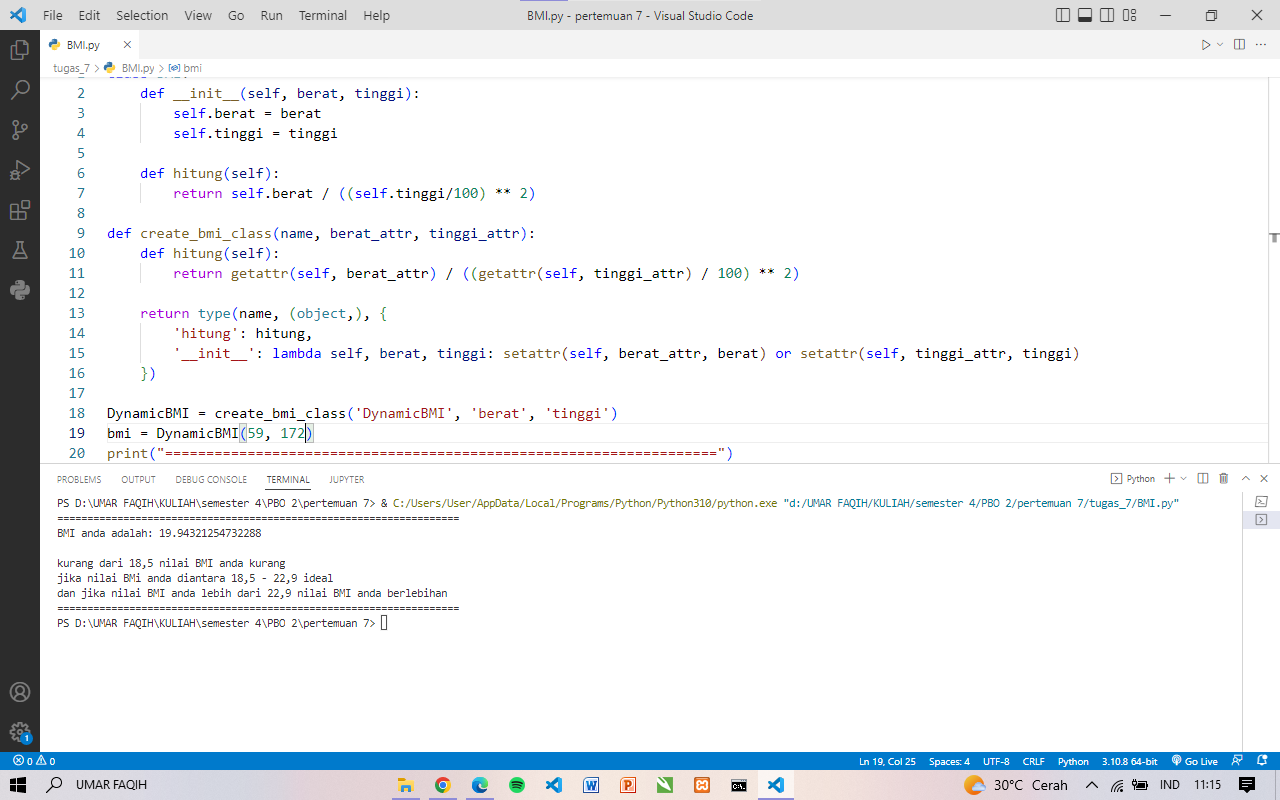 File Edit Selection View Go Run Terminal Help
BMI.py - pertemuan 7 - Visual Studio Code
BMI.py
tugas_7 > BMI.py > bmi
2 def __init__(self, berat, tinggi):
3 self.berat = berat
4 self.tinggi = tinggi
5
6 def hitung(self):
7 return self.berat / ((self.tinggi/100) ** 2)
8
9 def create_bmi_class(name, berat_attr, tinggi_attr):
10 def hitung(self):
11 return getattr(self, berat_attr) / ((getattr(self, tinggi_attr) / 100) ** 2)
12
13 return type(name, (object,), {
14 'hitung': hitung,
15 '__init__': lambda self, berat, tinggi: setattr(self, berat_attr, berat) or setattr(self, tinggi_attr, tinggi)
16 })
17
18 DynamicBMI = create_bmi_class('DynamicBMI', 'berat', 'tinggi')
19 bmi = DynamicBMI(59, 172)
20 print("===================================================================")
PROBLEMS OUTPUT DEBUG CONSOLE TERMINAL JUPYTER
Python
PS D:\UMAR FAQIH\KULIAH\semester 4\PBO 2\pertemuan 7> & C:/Users/User/AppData/Local/Programs/Python/Python310/python.exe "d:/UMAR FAQIH/KULIAH/semester 4/PBO 2/pertemuan 7/tugas_7/BMI.py"
===================================================================
BMI anda adalah: 19.94321254732288
kurang dari 18,5 nilai BMI anda kurang
jika nilai BMi anda diantara 18,5 - 22,9 ideal
dan jika nilai BMI anda lebih dari 22,9 nilai BMI anda berlebihan
===================================================================
PS D:\UMAR FAQIH\KULIAH\semester 4\PBO 2\pertemuan 7>
1
0 0
Ln 19, Col 25 Spaces: 4 UTF-8 CRLF Python 3.10.8 64-bit Go Live
UMAR FAQIH
30°C Cerah IND 11:15